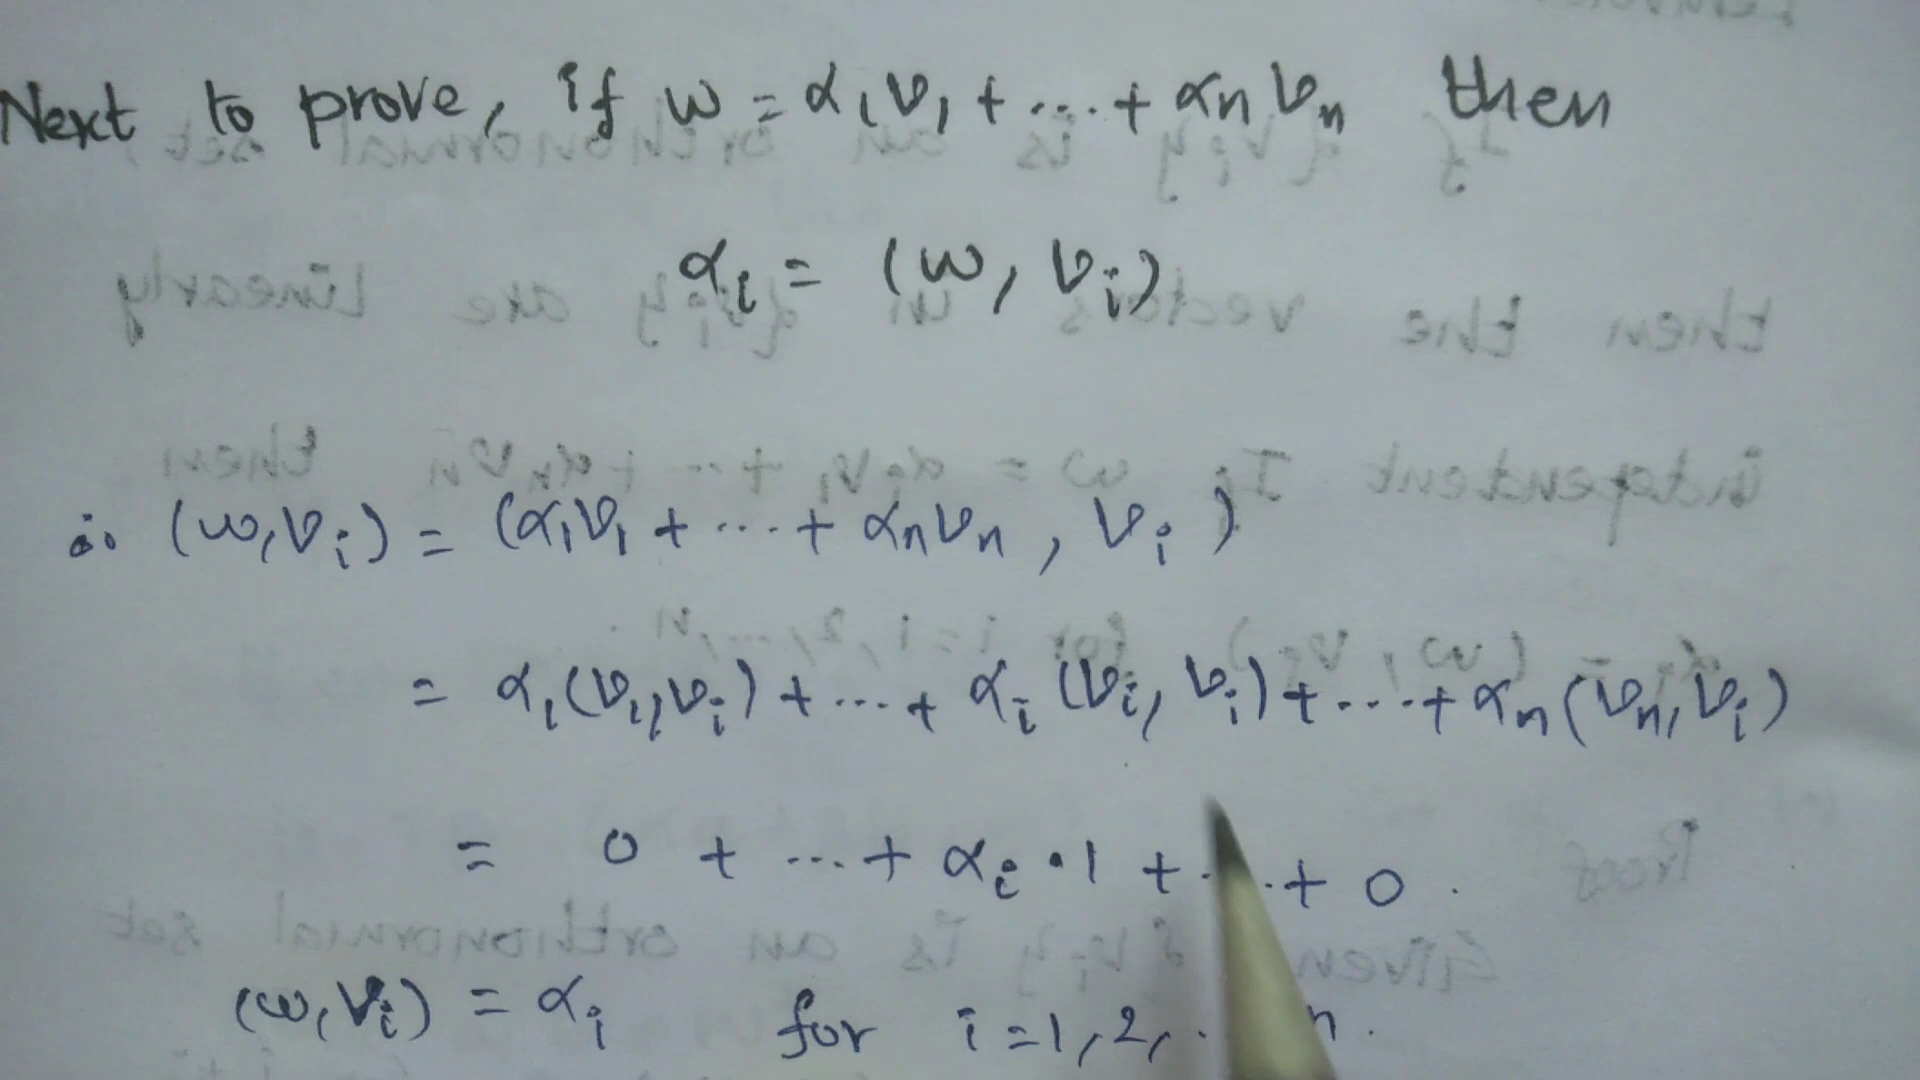 Next to prove, if w = α₁v₁ + ... + αₙvₙ then
αᵢ = (w, vᵢ)
∴ (w, vᵢ) = (α₁v₁ + ... + αₙvₙ, vᵢ)
= α₁(v₁, vᵢ) + ... + αᵢ(vᵢ, vᵢ) + ... + αₙ(vₙ, vᵢ)
= 0 + ... + αᵢ · 1 + ... + 0.
(w, vᵢ) = αᵢ for i = 1, 2, . n.